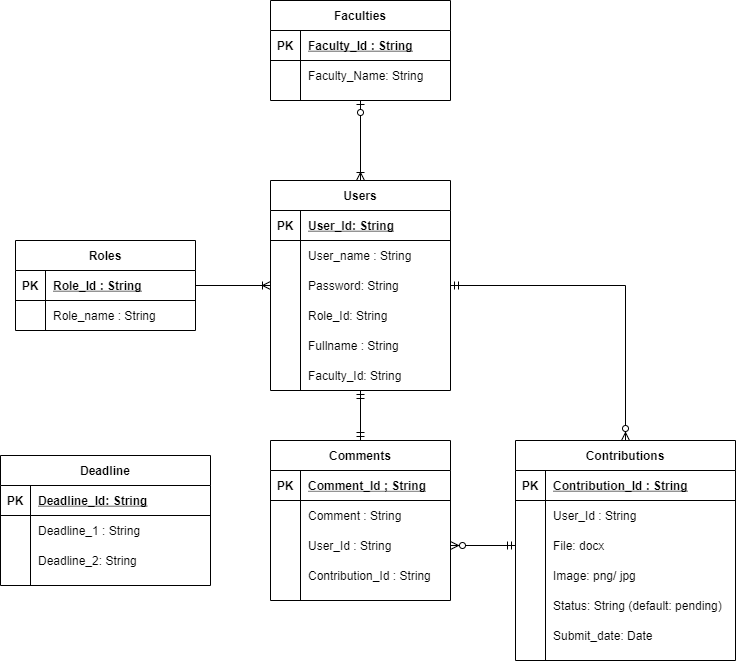 Faculties
PK Faculty_Id : String
Faculty_Name: String
Users
PK User_Id: String
User_name : String
Password: String
Role_Id: String
Fullname : String
Faculty_Id: String
Roles
PK Role_Id : String
Role_name : String
Deadline
PK Deadline_Id: String
Deadline_1 : String
Deadline_2: String
Comments
PK Comment_Id ; String
Comment : String
User_Id : String
Contribution_Id : String
Contributions
PK Contribution_Id : String
User_Id : String
File: docx
Image: png/ jpg
Status: String (default: pending)
Submit_date: Date